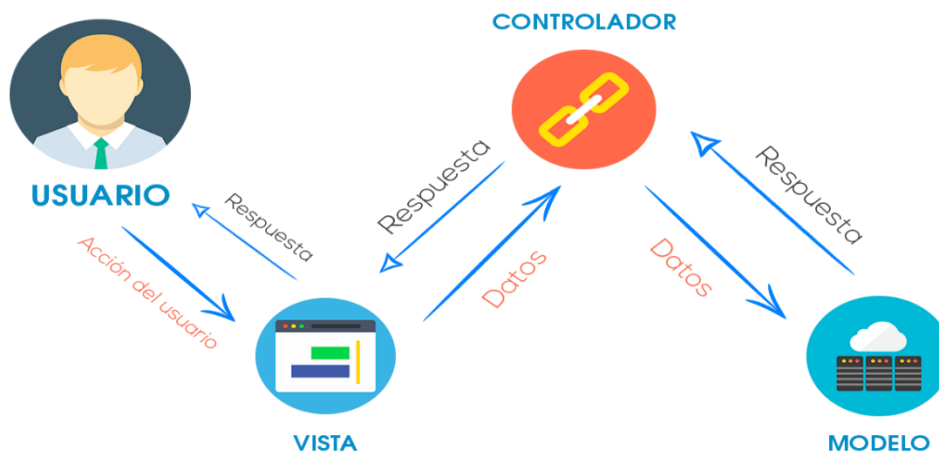 CONTROLADOR
USUARIO
Respuesta
Acción del usuario
Respuesta
Datos
Respuesta
Datos
VISTA
MODELO